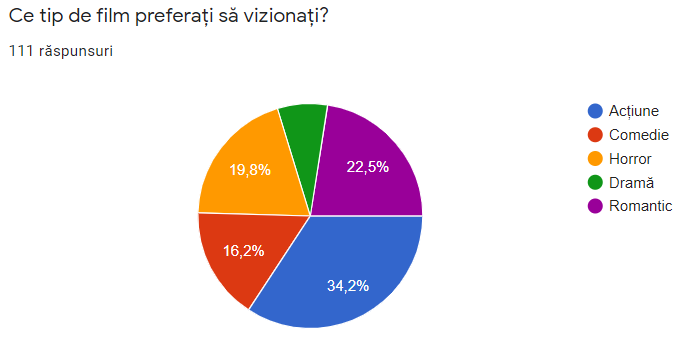 Ce tip de film preferați să vizionați?
111 răspunsuri
19,8%
22,5%
16,2%
34,2%
Acțiune
Comedie
Horror
Dramă
Romantic